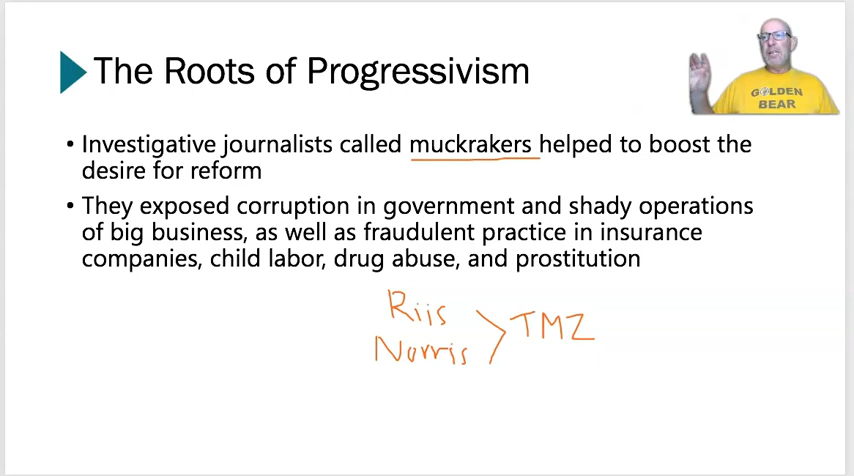 The Roots of Progressivism
GOLDEN
BEAR
• Investigative journalists called muckrakers helped to boost the
desire for reform
• They exposed corruption in government and shady operations
of big business, as well as fraudulent practice in insurance
companies, child labor, drug abuse, and prostitution
Riis
Norris
> TMZ